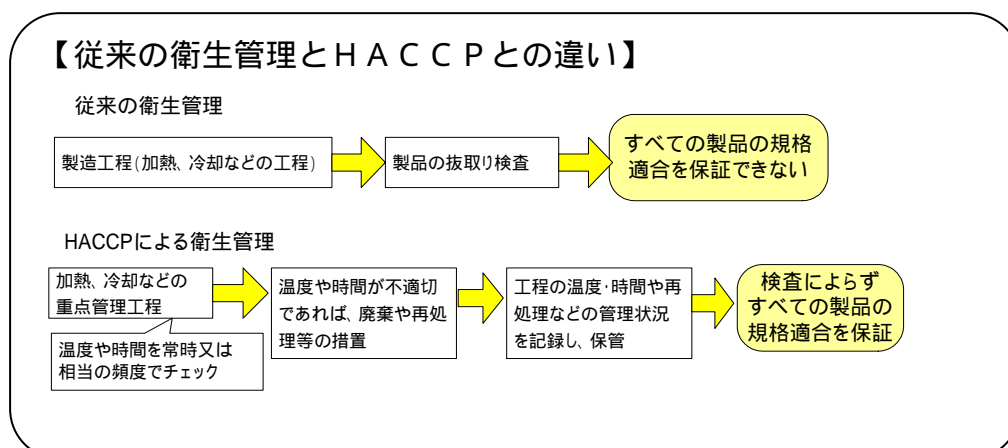 【従来の衛生管理とＨＡＣＣＰとの違い】
従来の衛生管理
製造工程(加熱、冷却などの工程)
製品の抜取り検査
すべての製品の規格
適合を保証できない
HACCPによる衛生管理
加熱、冷却などの
重点管理工程
温度や時間を常時又は
相当の頻度でチェック
温度や時間が不適切
であれば、廃棄や再処
理等の措置
工程の温度・時間や再
処理などの管理状況
を記録し、保管
検査によらず
すべての製品の
規格適合を保証